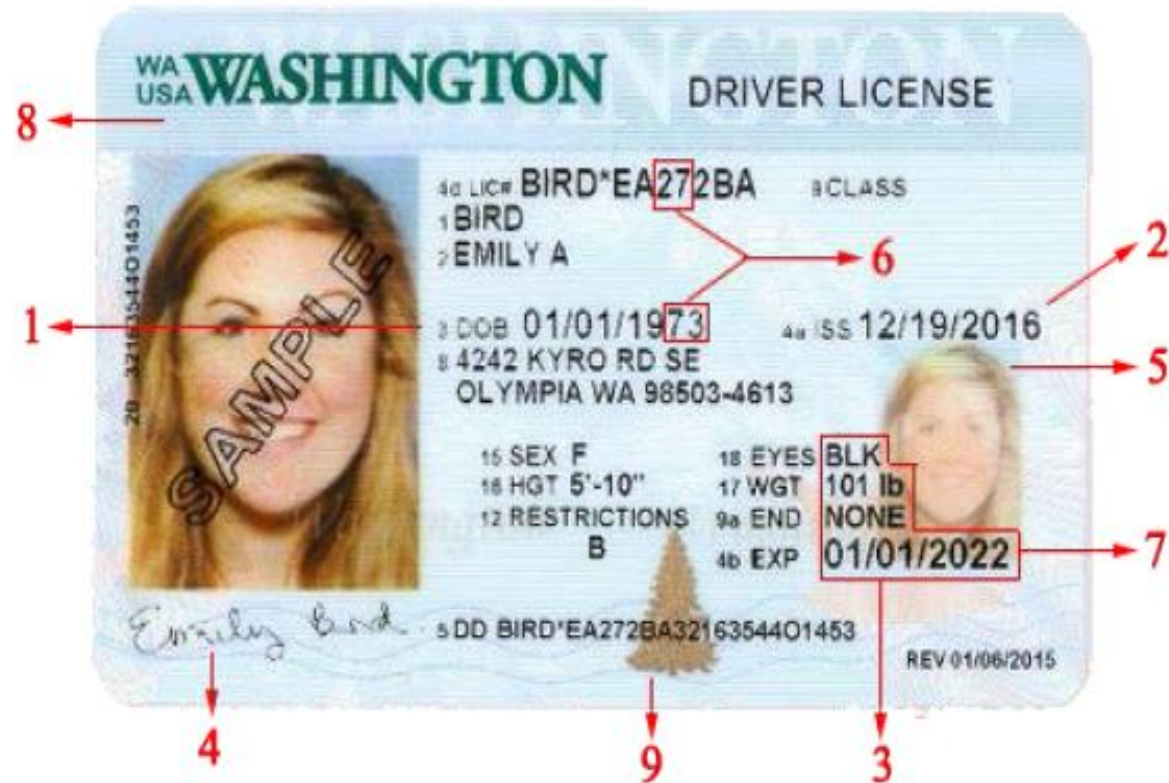 WA WASHINGTON DRIVER LICENSE
USA
8
4d LIC# BIRD*EA272BA 9 CLASS
1 BIRD
2 EMILY A
6
2
1
3 DOB 01/01/1973 4a ISS 12/19/2016
8 4242 KYRO RD SE
OLYMPIA WA 98503-4613
5
20 32163544O1453
SAMPLE
15 SEX F 18 EYES BLK
16 HGT 5'-10" 17 WGT 101 lb
12 RESTRICTIONS 9a END NONE
B 4b EXP 01/01/2022
7
Emily Bird
5 DD BIRD*EA272BA32163544O1453
REV 01/06/2015
4
9
3